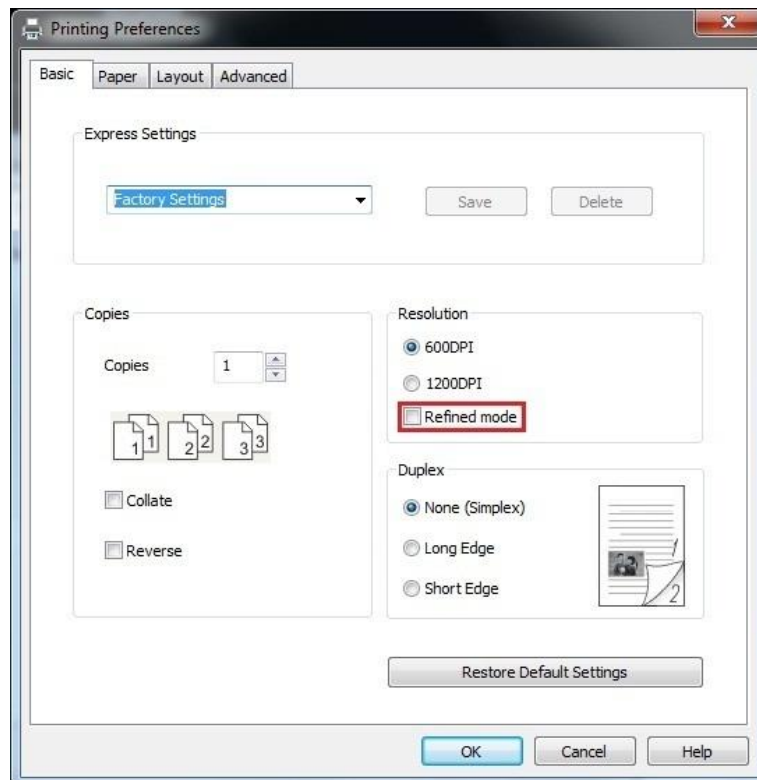 Printing Preferences
Basic Paper Layout Advanced
Express Settings
Factory Settings Save Delete
Copies
Copies 1
1 1 2 2 3 3
Collate
Reverse
Resolution
600DPI
1200DPI
Refined mode
Duplex
None (Simplex)
Long Edge
Short Edge
1
2
Restore Default Settings
OK Cancel Help